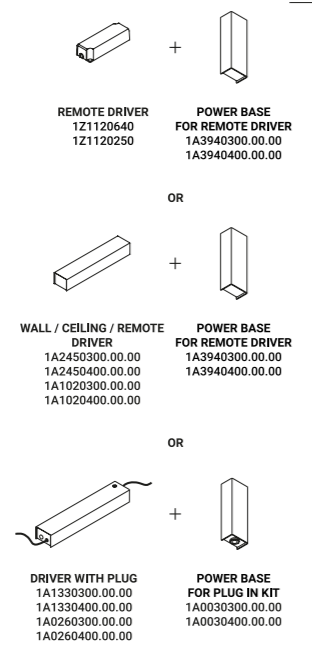 +
REMOTE DRIVER
1Z1120640
1Z1120250
POWER BASE
FOR REMOTE DRIVER
1A3940300.00.00
1A3940400.00.00
OR
+
WALL / CEILING / REMOTE
DRIVER
1A2450300.00.00
1A2450400.00.00
1A1020300.00.00
1A1020400.00.00
POWER BASE
FOR REMOTE DRIVER
1A3940300.00.00
1A3940400.00.00
OR
+
DRIVER WITH PLUG
1A1330300.00.00
1A1330400.00.00
1A0260300.00.00
1A0260400.00.00
POWER BASE
FOR PLUG IN KIT
1A0030300.00.00
1A0030400.00.00